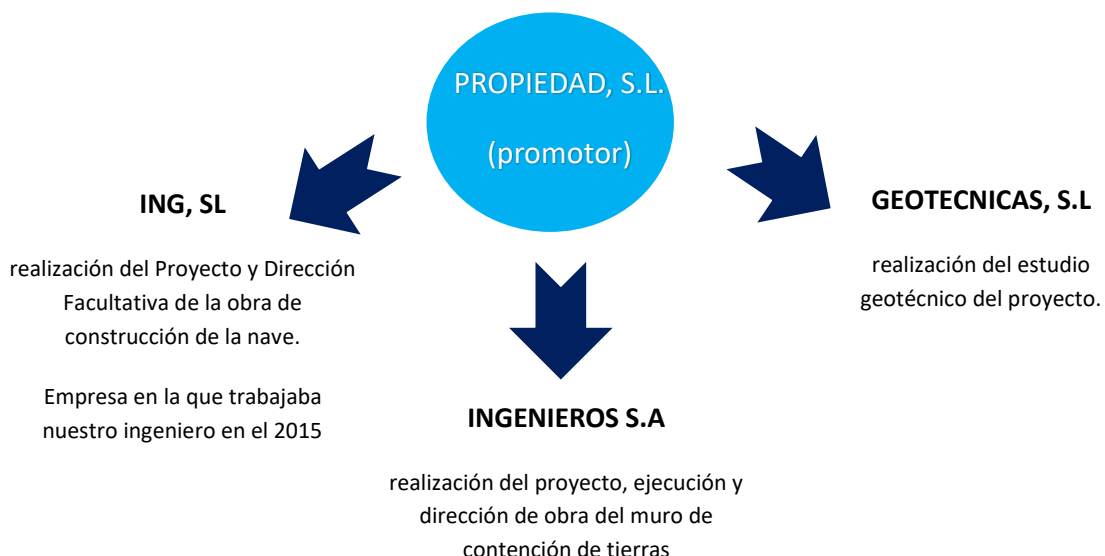 PROPIEDAD, S.L.
(promotor)
ING, SL
realización del Proyecto y Dirección
Facultativa de la obra de
construcción de la nave.
Empresa en la que trabajaba
nuestro ingeniero en el 2015
INGENIEROS S.A
realización del proyecto, ejecución y
dirección de obra del muro de
contención de tierras
GEOTECNICAS, S.L
realización del estudio
geotécnico del proyecto.